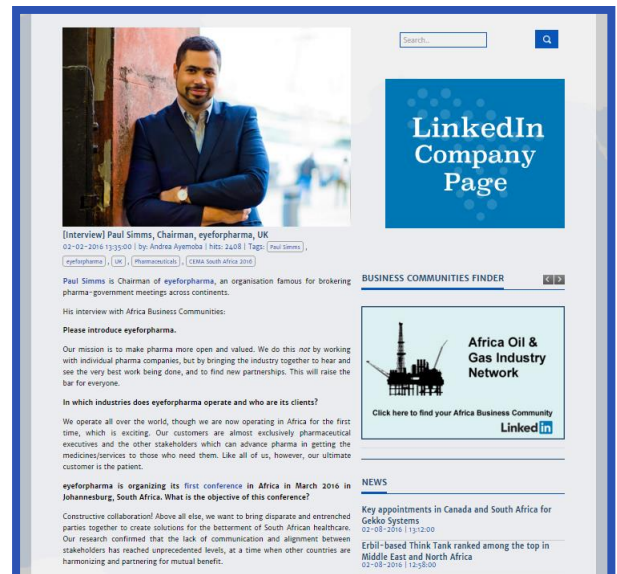 [Interview] Paul Simms, Chairman, eyeforpharma, UK
02-02-2016 13:35:00 | by: Andrea Ayemoba | hits: 2408 | Tags: Paul Simms ,
eyeforpharma , UK , Pharmaceuticals , CEMA South Africa 2016
Paul Simms is Chairman of eyeforpharma, an organisation famous for brokering
pharma-government meetings across continents.
His interview with Africa Business Communities:
Please introduce eyeforpharma.
Our mission is to make pharma more open and valued. We do this not by working
with individual pharma companies, but by bringing the industry together to hear and
see the very best work being done, and to find new partnerships. This will raise the
bar for everyone.
In which industries does eyeforpharma operate and who are its clients?
We operate all over the world, though we are now operating in Africa for the first
time, which is exciting. Our customers are almost exclusively pharmaceutical
executives and the other stakeholders which can advance pharma in getting the
medicines/services to those who need them. Like all of us, however, our ultimate
customer is the patient.
eyeforpharma is organizing its first conference in Africa in March 2016 in
Johannesburg, South Africa. What is the objective of this conference?
Constructive collaboration! Above all else, we want to bring disparate and entrenched
parties together to create solutions for the betterment of South African healthcare.
Our research confirmed that the lack of communication and alignment between
stakeholders has reached unprecedented levels, at a time when other countries are
harmonizing and partnering for mutual benefit.
Search...
LinkedIn
Company
Page
BUSINESS COMMUNITIES FINDER
Africa Oil &
Gas Industry
Network
Click here to find your Africa Business Community
Linked in
NEWS
Key appointments in Canada and South Africa for
Gekko Systems
02-08-2016 | 13:12:00
Erbil-based Think Tank ranked among the top in
Middle East and North Africa
02-08-2016 | 12:58:00